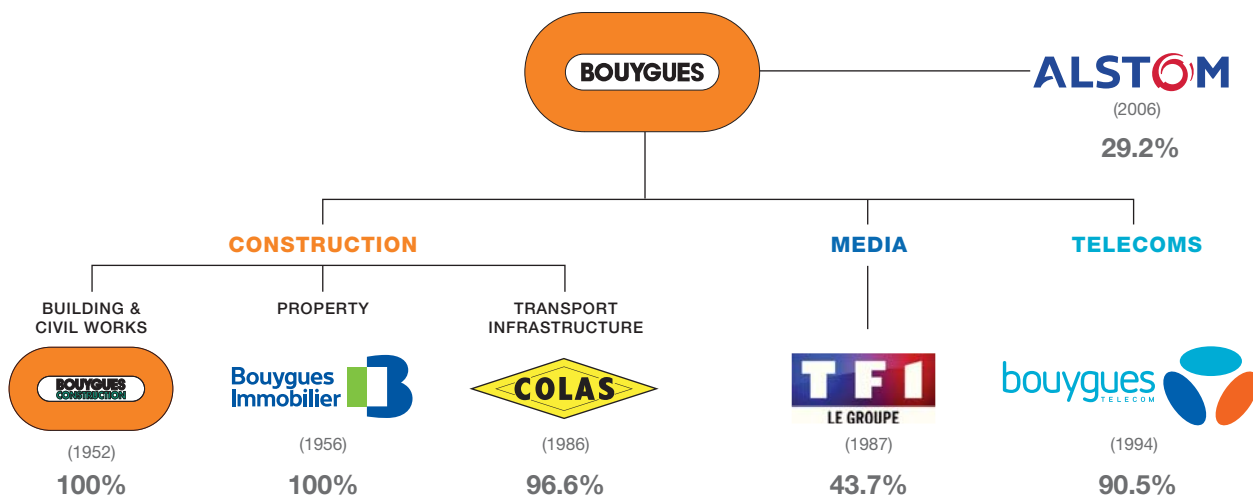 BOUYGUES
ALSTOM
(2006)
29.2%
CONSTRUCTION
MEDIA
TELECOMS
BUILDING &
CIVIL WORKS
PROPERTY
TRANSPORT
INFRASTRUCTURE
BOUYGUES
CONSTRUCTION
Bouygues
Immobilier
COLAS
TF1
LE GROUPE
bouygues
TELECOM
(1952)
(1956)
(1986)
(1987)
(1994)
100%
100%
96.6%
43.7%
90.5%